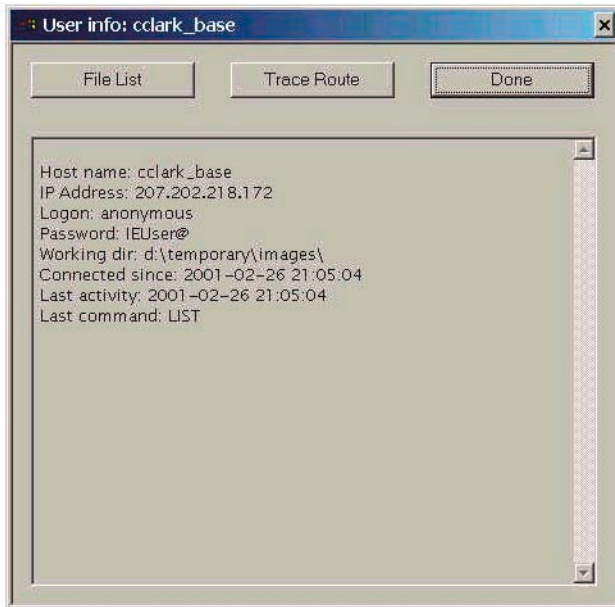 User info: cclark_base
File List
Trace Route
Done
Host name: cclark_base
IP Address: 207.202.218.172
Logon: anonymous
Password: IEUser@
Working dir: d:\temporary\images\
Connected since: 2001-02-26 21:05:04
Last activity: 2001-02-26 21:05:04
Last command: LIST